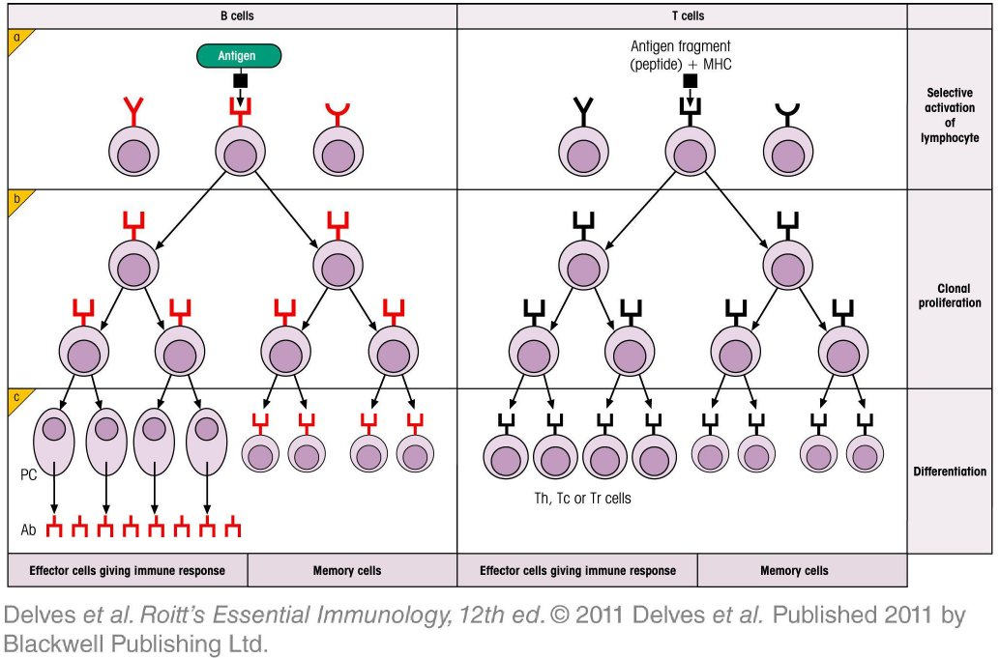 B cells
T cells
a
Antigen
Antigen fragment
(peptide) + MHC
Selective
activation
of
lymphocyte
b
Clonal
proliferation
c
PC
Th, Tc or Tr cells
Differentiation
Ab
Effector cells giving immune response
Memory cells
Effector cells giving immune response
Memory cells
Delves et al. Roitt's Essential Immunology, 12th ed. © 2011 Delves et al. Published 2011 by
Blackwell Publishing Ltd.